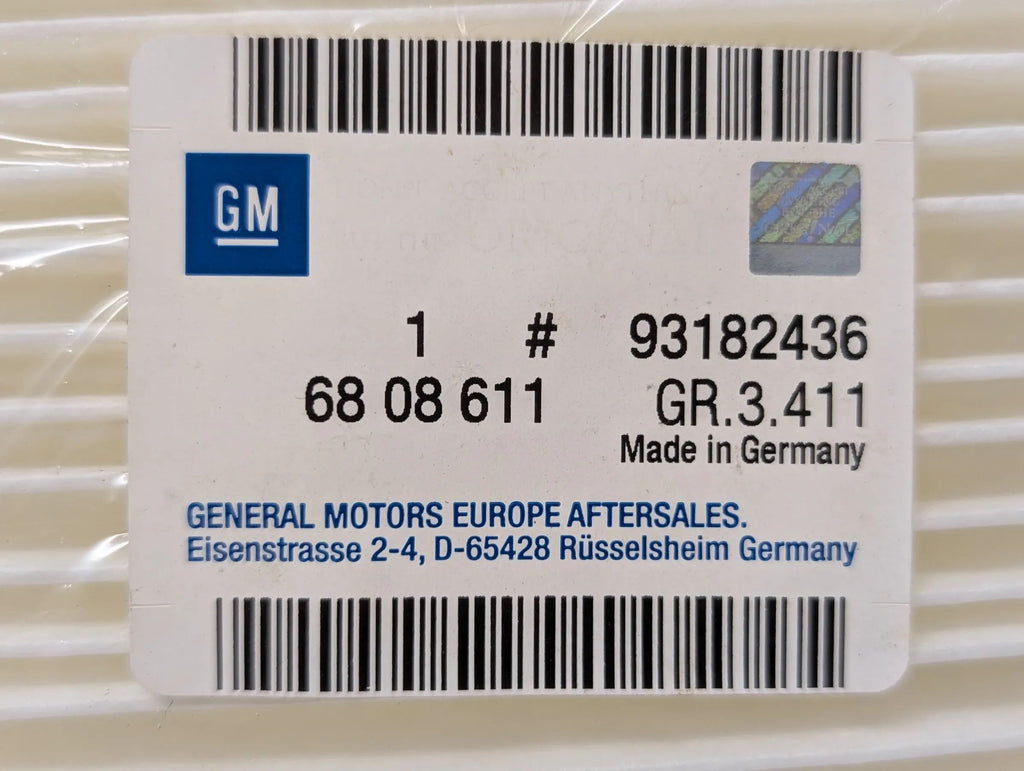 GM
1 # 93182436
68 08 611 GR.3.411
Made in Germany
GENERAL MOTORS EUROPE AFTERSALES.
Eisenstrasse 2-4, D-65428 Rüsselsheim Germany